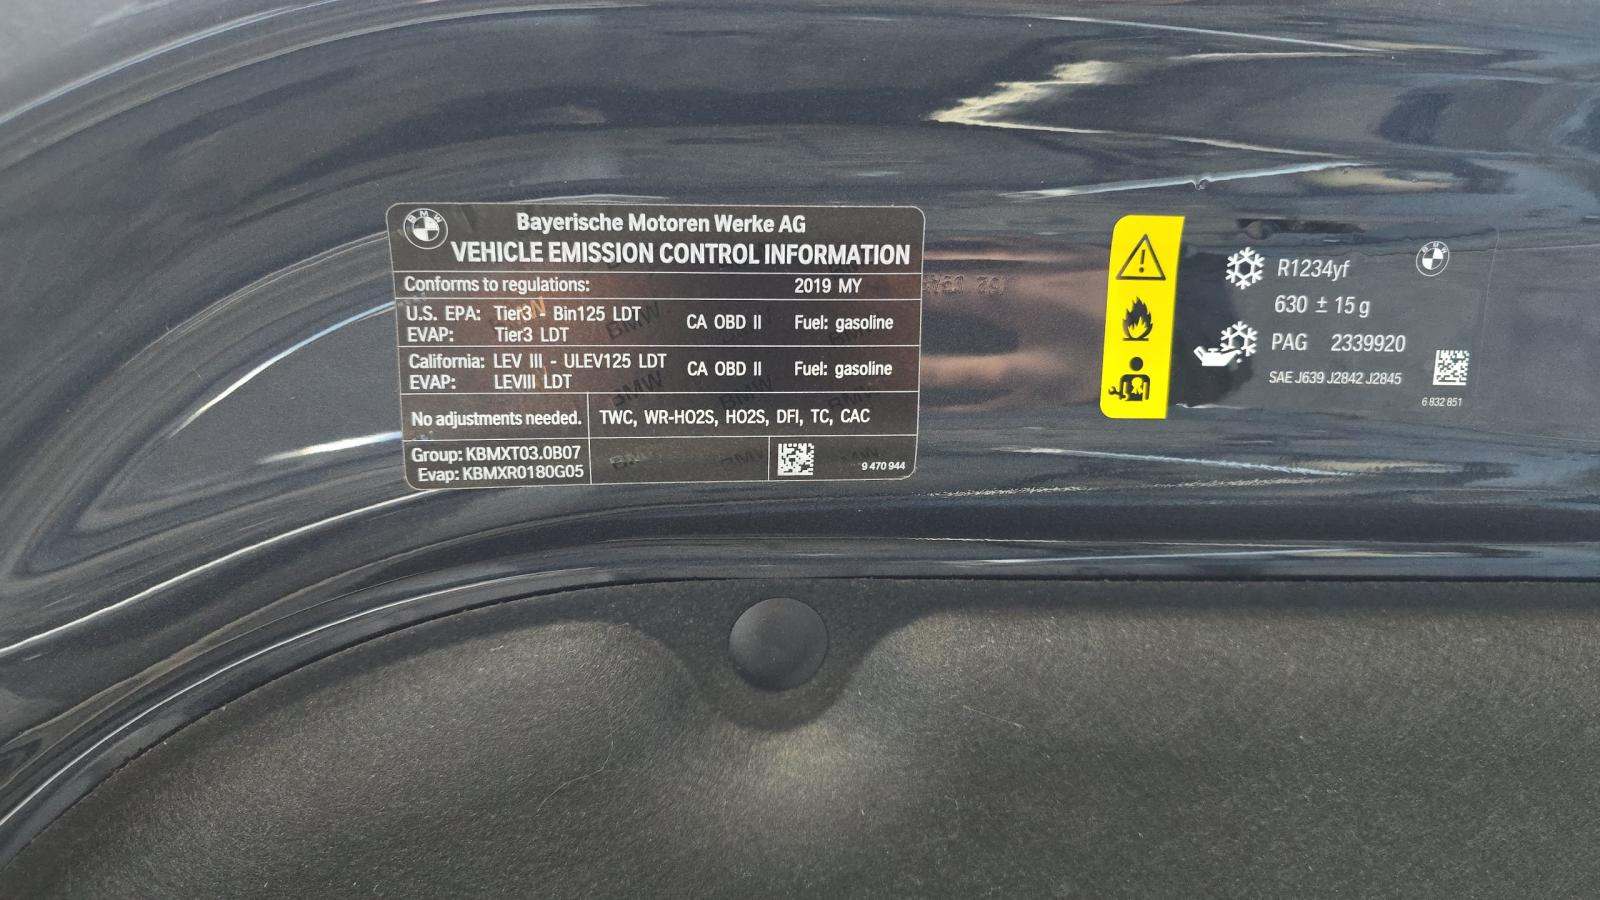 BMW
Bayerische Motoren Werke AG
VEHICLE EMISSION CONTROL INFORMATION
Conforms to regulations: 2019 MY
U.S. EPA: Tier3 - Bin125 LDT CA OBD II Fuel: gasoline
EVAP: Tier3 LDT
California: LEV III - ULEV125 LDT CA OBD II Fuel: gasoline
EVAP: LEVIII LDT
No adjustments needed. TWC, WR-HO2S, HO2S, DFI, TC, CAC
Group: KBMXT03.0B07
Evap: KBMXR0180G05
9 470 944
R1234yf
BMW
630 ± 15 g
PAG 2339920
SAE J639 J2842 J2845
6 832 851